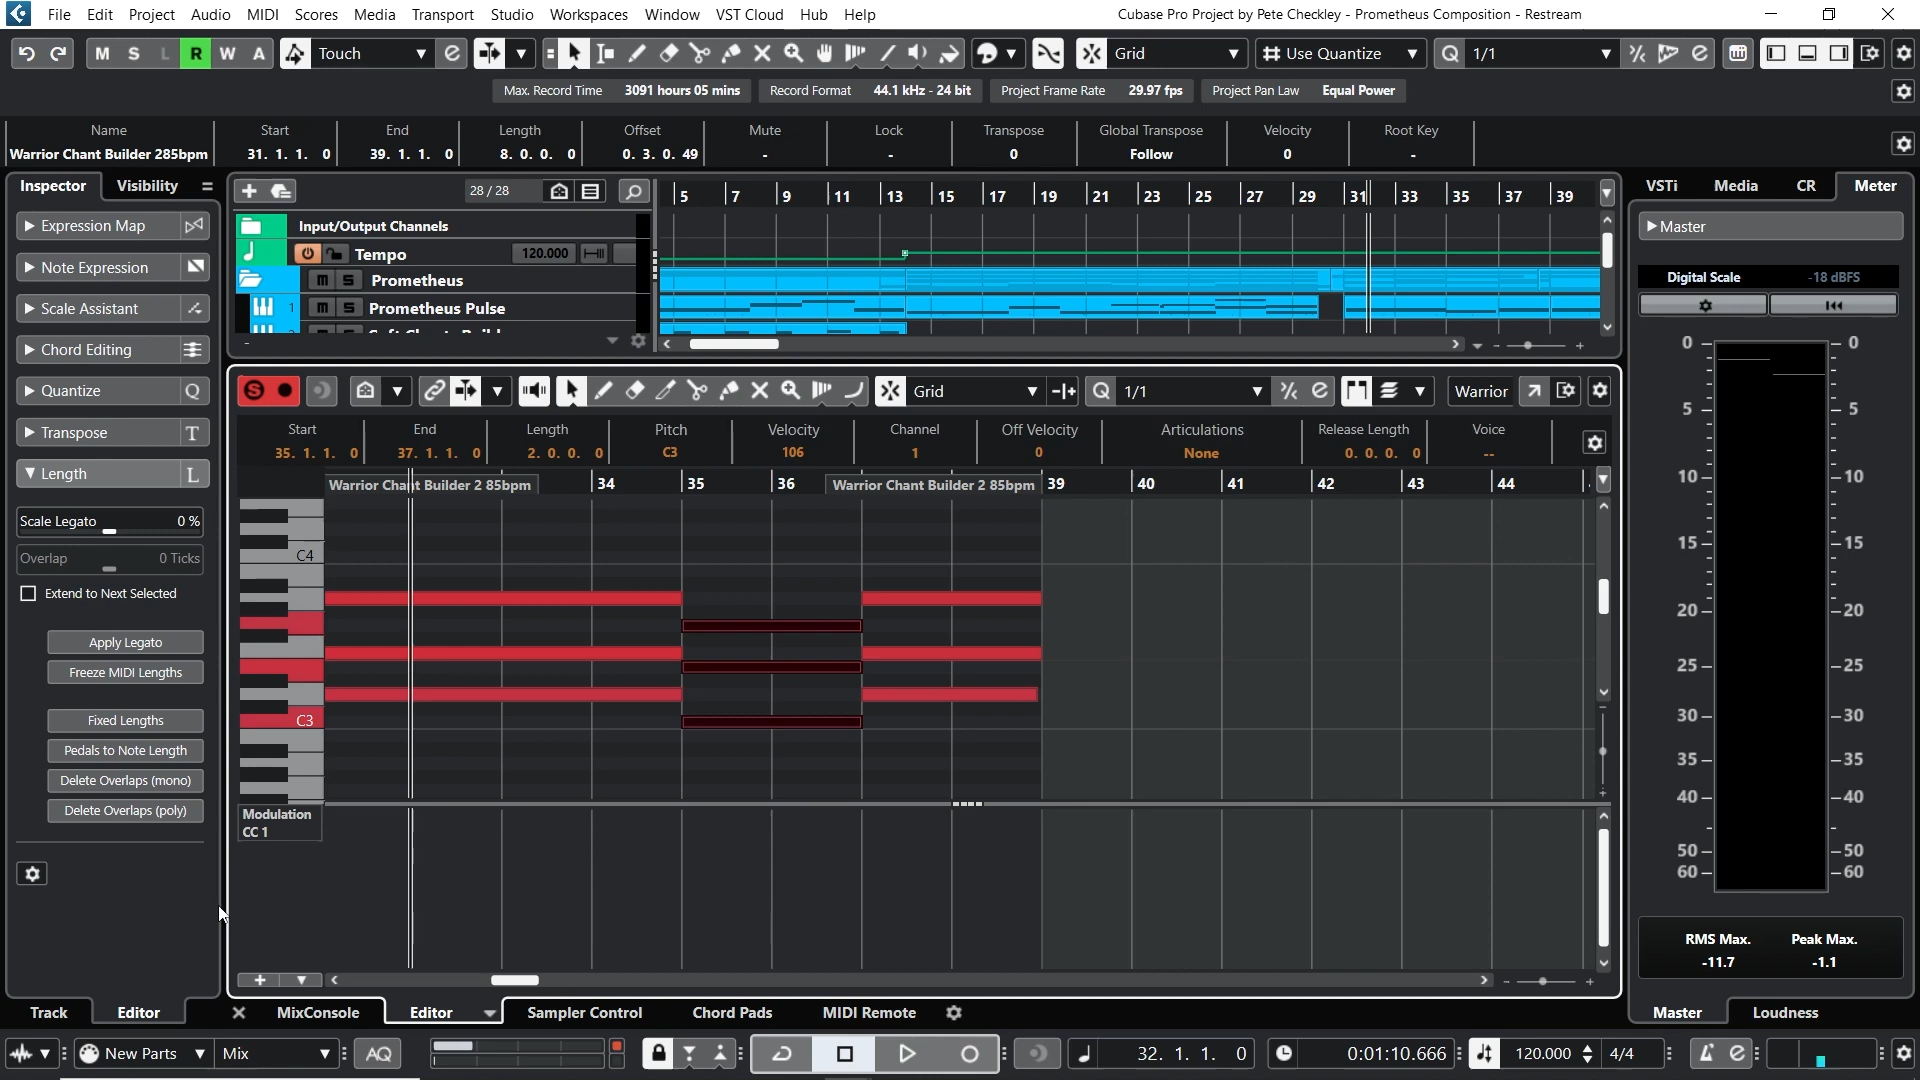 File Edit Project Audio MIDI Scores Media Transport Studio Workspaces Window VST Cloud Hub Help
Cubase Pro Project by Pete Checkley - Prometheus Composition - Restream
M S L R W A Touch e Grid Use Quantize Q 1/1 e
Max. Record Time 3091 hours 05 mins Record Format 44.1 kHz - 24 bit Project Frame Rate 29.97 fps Project Pan Law Equal Power
Name Start End Length Offset Mute Lock Transpose Global Transpose Velocity Root Key
Warrior Chant Builder 285bpm 31. 1. 1. 0 39. 1. 1. 0 8. 0. 0. 0 0. 3. 0. 49 - - 0 Follow 0 -
Inspector Visibility
Expression Map
Note Expression
Scale Assistant
Chord Editing
Quantize Q
Transpose T
Length L
Scale Legato 0 %
Overlap 0 Ticks
Extend to Next Selected
Apply Legato
Freeze MIDI Lengths
Fixed Lengths
Pedals to Note Length
Delete Overlaps (mono)
Delete Overlaps (poly)
Track Editor
28 / 28
5 7 9 11 13 15 17 19 21 23 25 27 29 31 33 35 37 39
Input/Output Channels
Tempo 120.000
m S Prometheus
1 m S Prometheus Pulse
S Grid Q 1/1 e Warrior
Start End Length Pitch Velocity Channel Off Velocity Articulations Release Length Voice
35. 1. 1. 0 37. 1. 1. 0 2. 0. 0. 0 C3 106 1 0 None 0. 0. 0. 0 --
Warrior Chant Builder 2 85bpm 34 35 36 Warrior Chant Builder 2 85bpm 39 40 41 42 43 44
C4
C3
Modulation
CC 1
MixConsole Editor Sampler Control Chord Pads MIDI Remote
VSTi Media CR Meter
Master
Digital Scale -18 dBFS
0 0
5 5
10 10
15 15
20 20
25 25
30 30
35 35
40 40
50 50
60 60
RMS Max. Peak Max.
-11.7 -1.1
Master Loudness
New Parts Mix AQ 32. 1. 1. 0 0:01:10.666 120.000 4/4 e